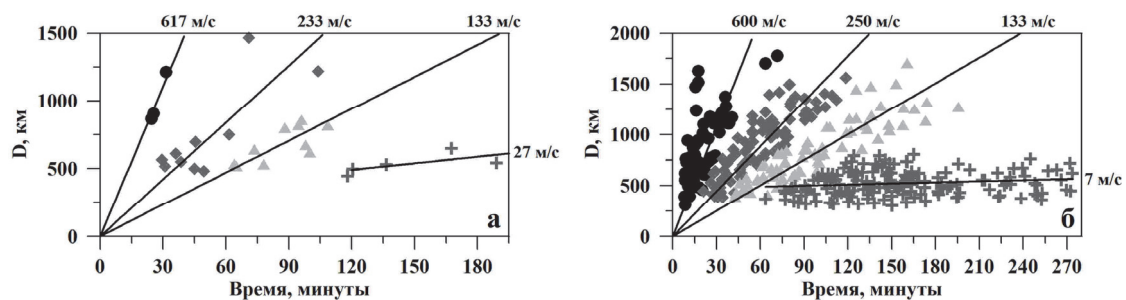 617 м/с 233 м/с 133 м/с
1500
1000
500
0
D, км
27 м/с
а
0 30 60 90 120 150 180
Время, минуты
600 м/с 250 м/с 133 м/с
2000
1500
1000
500
0
D, км
7 м/с
б
0 30 60 90 120 150 180 210 240 270
Время, минуты